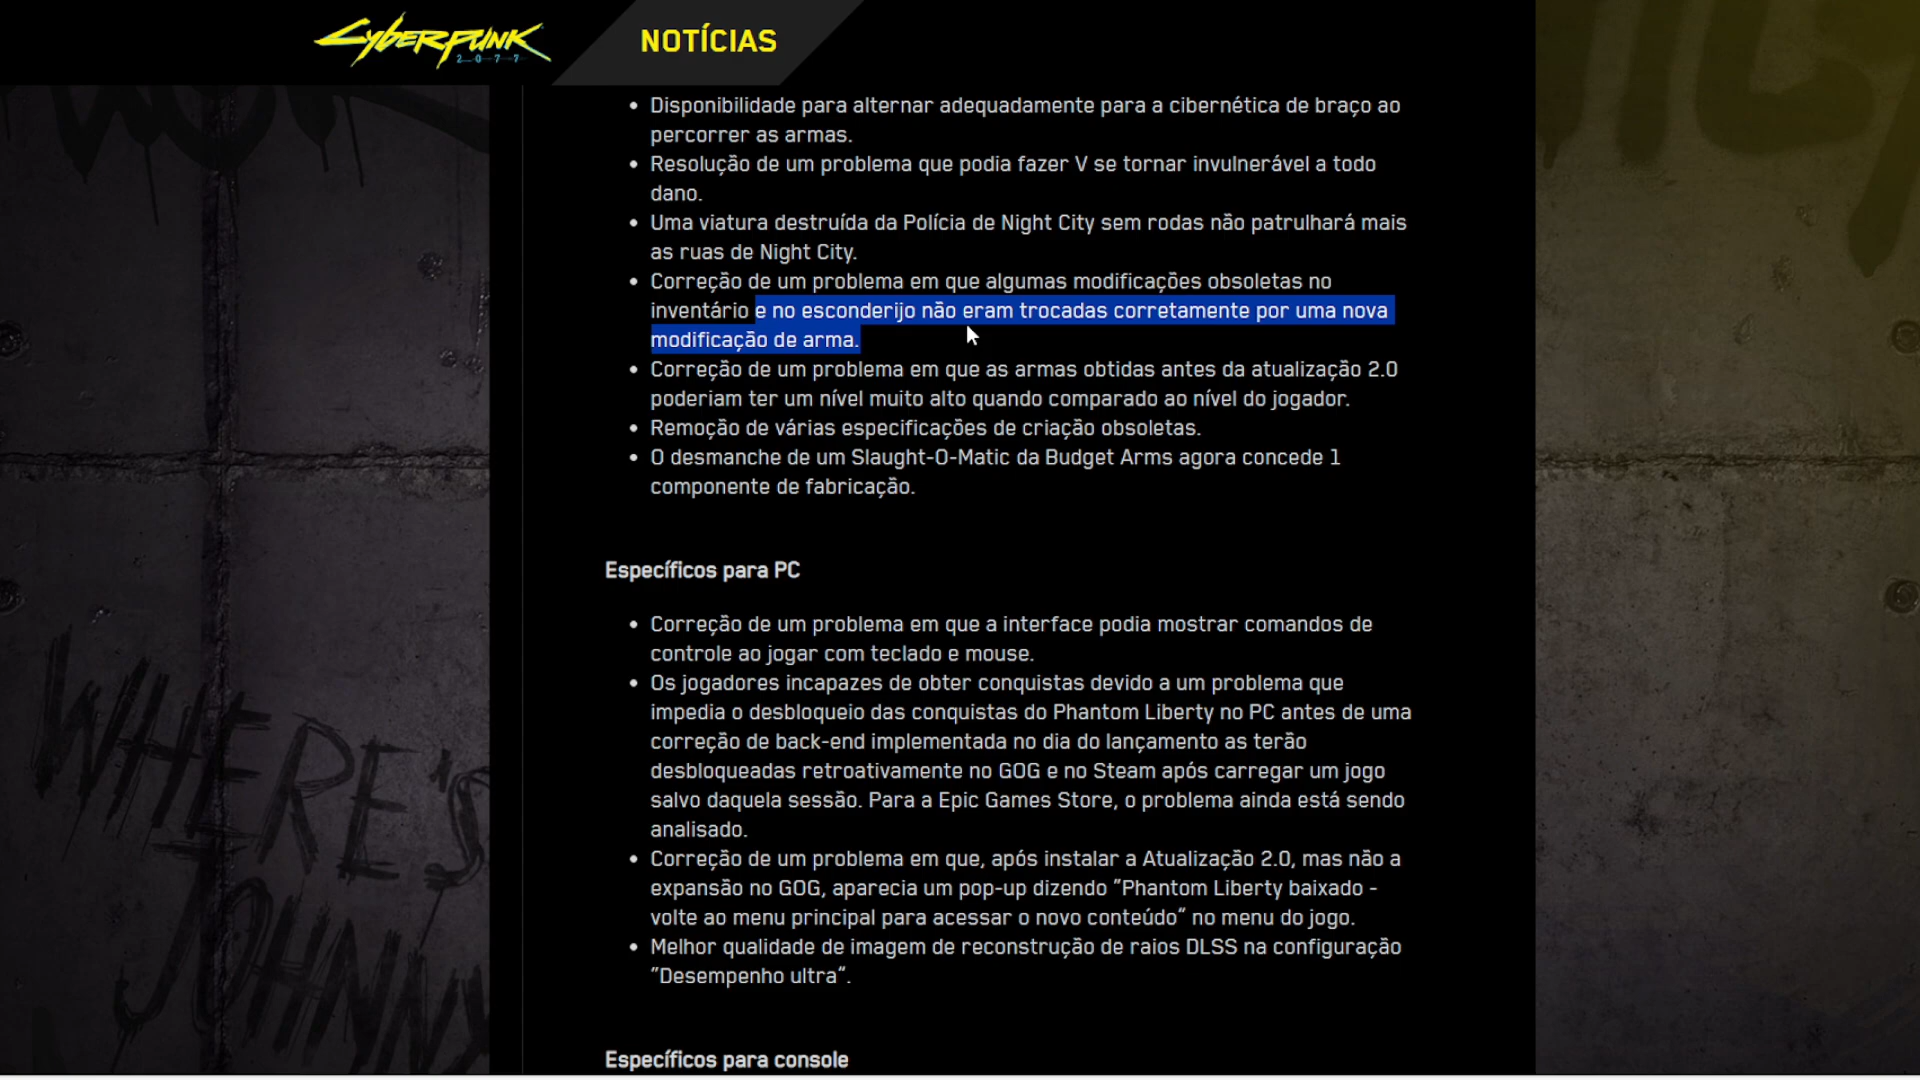 CYBERPUNK
2077
NOTÍCIAS
• Disponibilidade para alternar adequadamente para a cibernética de braço ao
percorrer as armas.
• Resolução de um problema que podia fazer V se tornar invulnerável a todo
dano.
• Uma viatura destruída da Polícia de Night City sem rodas não patrulhará mais
as ruas de Night City.
• Correção de um problema em que algumas modificações obsoletas no
inventário e no esconderijo não eram trocadas corretamente por uma nova
modificação de arma.
• Correção de um problema em que as armas obtidas antes da atualização 2.0
poderiam ter um nível muito alto quando comparado ao nível do jogador.
• Remoção de várias especificações de criação obsoletas.
• O desmanche de um Slaught-O-Matic da Budget Arms agora concede 1
componente de fabricação.
Específicos para PC
• Correção de um problema em que a interface podia mostrar comandos de
controle ao jogar com teclado e mouse.
• Os jogadores incapazes de obter conquistas devido a um problema que
impedia o desbloqueio das conquistas do Phantom Liberty no PC antes de uma
correção de back-end implementada no dia do lançamento as terão
desbloqueadas retroativamente no GOG e no Steam após carregar um jogo
salvo daquela sessão. Para a Epic Games Store, o problema ainda está sendo
analisado.
• Correção de um problema em que, após instalar a Atualização 2.0, mas não a
expansão no GOG, aparecia um pop-up dizendo "Phantom Liberty baixado -
volte ao menu principal para acessar o novo conteúdo" no menu do jogo.
• Melhor qualidade de imagem de reconstrução de raios DLSS na configuração
"Desempenho ultra".
Específicos para console
WHERE'S
JOHNNY